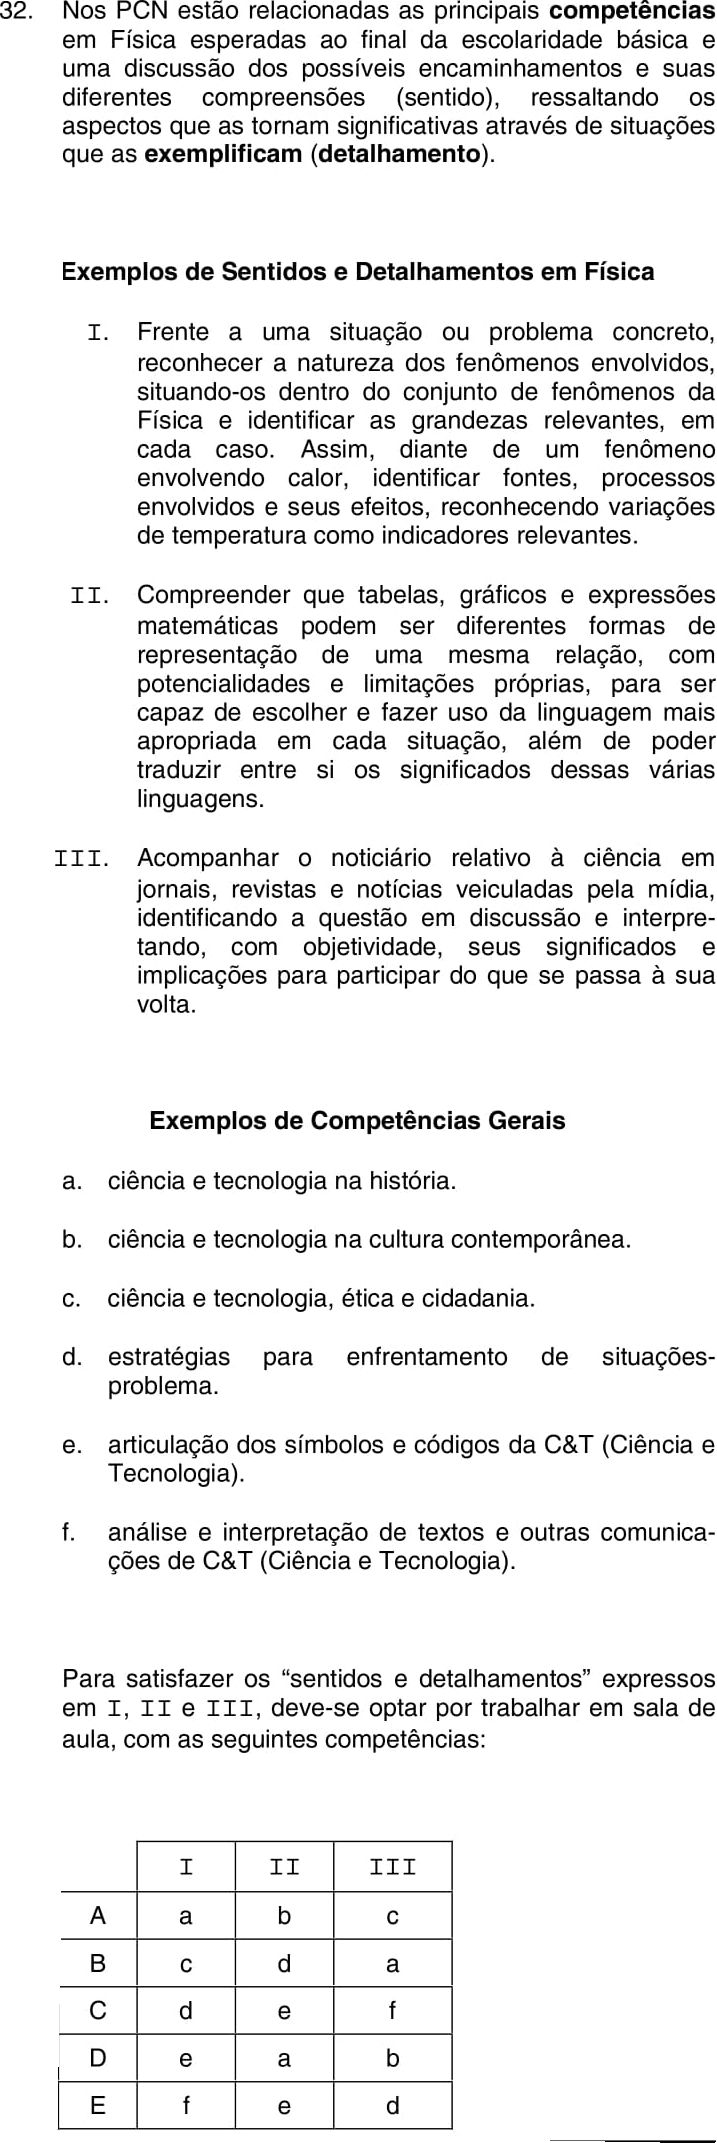 32. Nos PCN estão relacionadas as principais competências
em Física esperadas ao final da escolaridade básica e
uma discussão dos possíveis encaminhamentos e suas
diferentes compreensões (sentido), ressaltando os
aspectos que as tornam significativas através de situações
que as exemplificam (detalhamento).
Exemplos de Sentidos e Detalhamentos em Física
I. Frente a uma situação ou problema concreto,
reconhecer a natureza dos fenômenos envolvidos,
situando-os dentro do conjunto de fenômenos da
Física e identificar as grandezas relevantes, em
cada caso. Assim, diante de um fenômeno
envolvendo calor, identificar fontes, processos
envolvidos e seus efeitos, reconhecendo variações
de temperatura como indicadores relevantes.
II. Compreender que tabelas, gráficos e expressões
matemáticas podem ser diferentes formas de
representação de uma mesma relação, com
potencialidades e limitações próprias, para ser
capaz de escolher e fazer uso da linguagem mais
apropriada em cada situação, além de poder
traduzir entre si os significados dessas várias
linguagens.
III. Acompanhar o noticiário relativo à ciência em
jornais, revistas e notícias veiculadas pela mídia,
identificando a questão em discussão e interpre-
tando, com objetividade, seus significados e
implicações para participar do que se passa à sua
volta.
Exemplos de Competências Gerais
a. ciência e tecnologia na história.
b. ciência e tecnologia na cultura contemporânea.
c. ciência e tecnologia, ética e cidadania.
d. estratégias para enfrentamento de situações-
problema.
e. articulação dos símbolos e códigos da C&T (Ciência e
Tecnologia).
f. análise e interpretação de textos e outras comunica-
ções de C&T (Ciência e Tecnologia).
Para satisfazer os “sentidos e detalhamentos” expressos
em I, II e III, deve-se optar por trabalhar em sala de
aula, com as seguintes competências:
I II III
A a b c
B c d a
C d e f
D e a b
E f e d